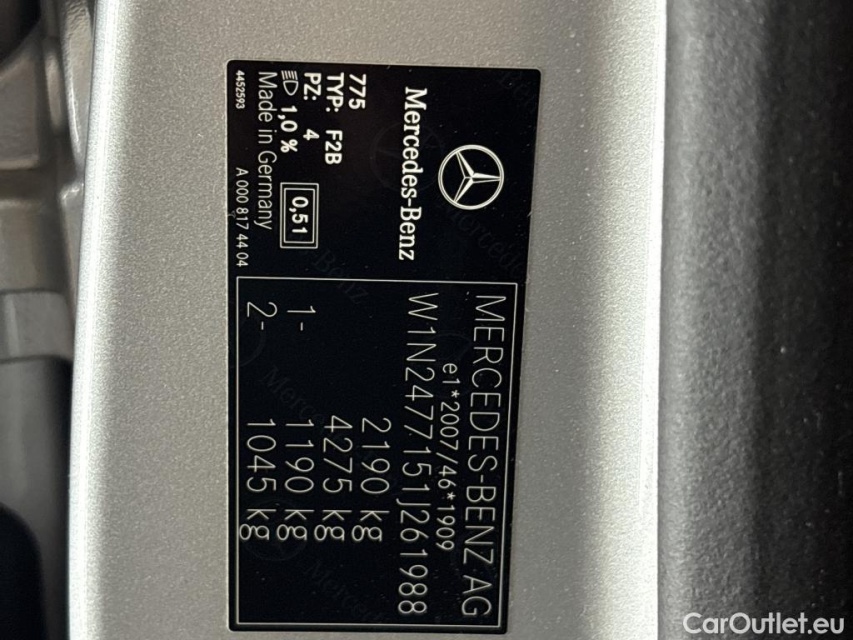 Mercedes-Benz
775
TYP: F2B
PZ: 4
1,0 %
0,51
Made in Germany
4452593
A 000 817 44 04
MERCEDES-BENZ AG
e1*2007/46*1909
W1N2477151J261988
2190 kg
4275 kg
1- 1190 kg
2- 1045 kg
CarOutlet.eu